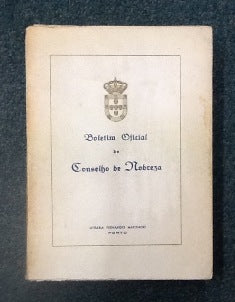 Boletim Oficial
do
Conselho de Nobreza
LIVRARIA FERNANDO MACHADO
PORTO